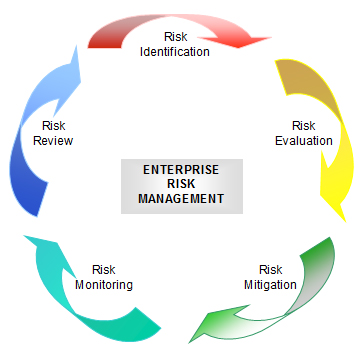 Risk
Identification
Risk
Evaluation
Risk
Mitigation
Risk
Monitoring
Risk
Review
ENTERPRISE
RISK
MANAGEMENT